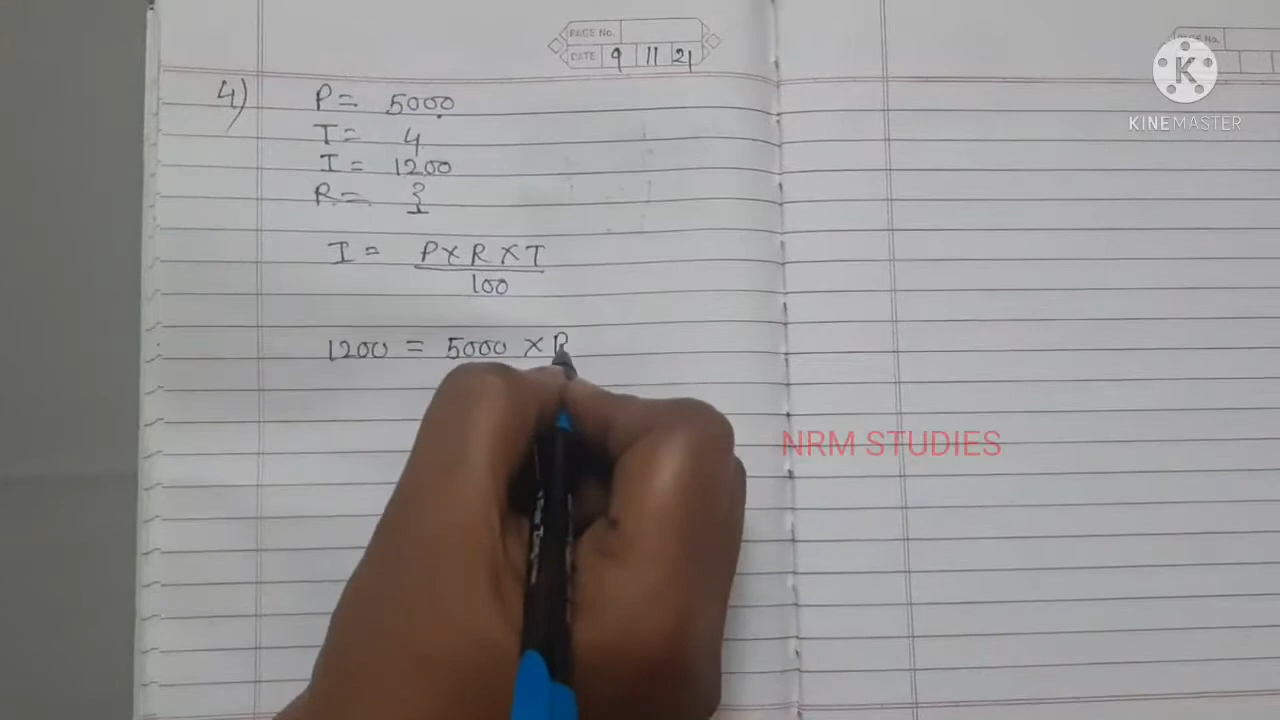 PAGE No.
DATE 9 11 21
4) P = 5000
T = 4
I = 1200
R = ?
I = P × R × T
100
1200 = 5000 × R
K
KINEMASTER
NRM STUDIES